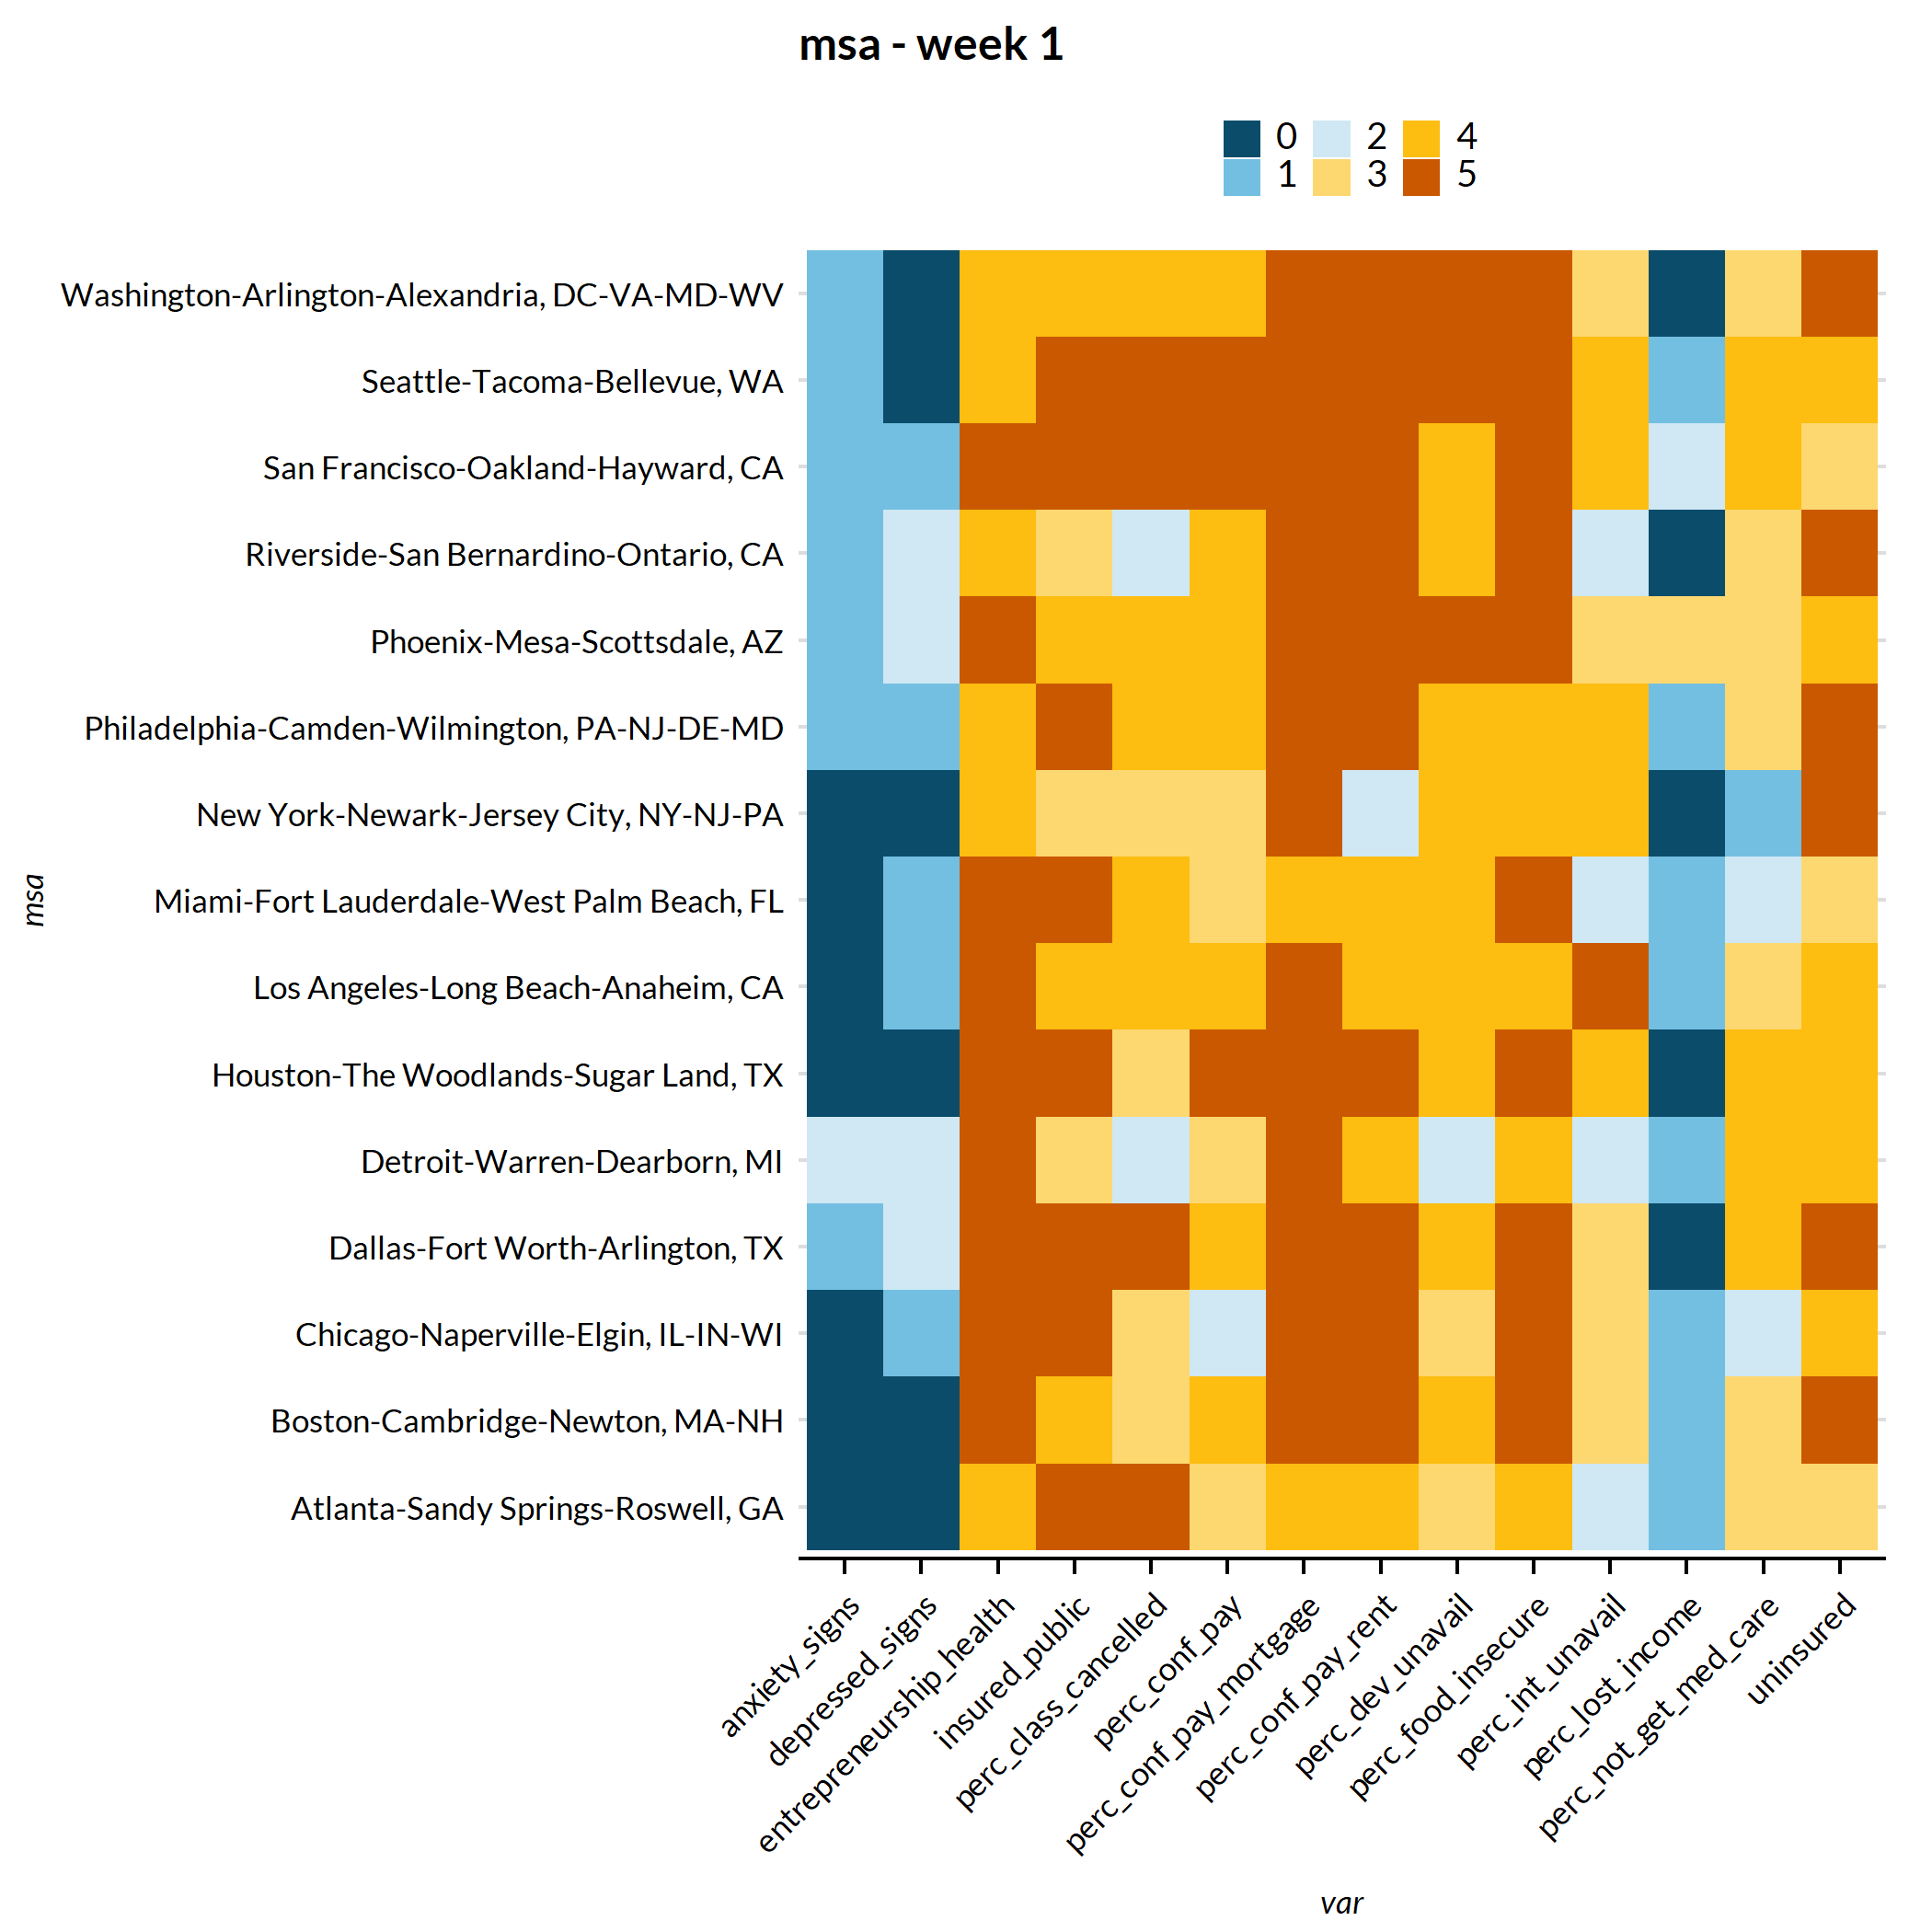 msa - week 1
0 2 4
1 3 5
Washington-Arlington-Alexandria, DC-VA-MD-WV
Seattle-Tacoma-Bellevue, WA
San Francisco-Oakland-Hayward, CA
Riverside-San Bernardino-Ontario, CA
Phoenix-Mesa-Scottsdale, AZ
Philadelphia-Camden-Wilmington, PA-NJ-DE-MD
New York-Newark-Jersey City, NY-NJ-PA
Miami-Fort Lauderdale-West Palm Beach, FL
Los Angeles-Long Beach-Anaheim, CA
Houston-The Woodlands-Sugar Land, TX
Detroit-Warren-Dearborn, MI
Dallas-Fort Worth-Arlington, TX
Chicago-Naperville-Elgin, IL-IN-WI
Boston-Cambridge-Newton, MA-NH
Atlanta-Sandy Springs-Roswell, GA
msa
anxiety_signs
depressed_signs
entrepreneurship_health
insured_public
perc_class_cancelled
perc_conf_pay
perc_conf_pay_mortgage
perc_conf_pay_rent
perc_dev_unavail
perc_food_insecure
perc_int_unavail
perc_lost_income
perc_not_get_med_care
uninsured
var